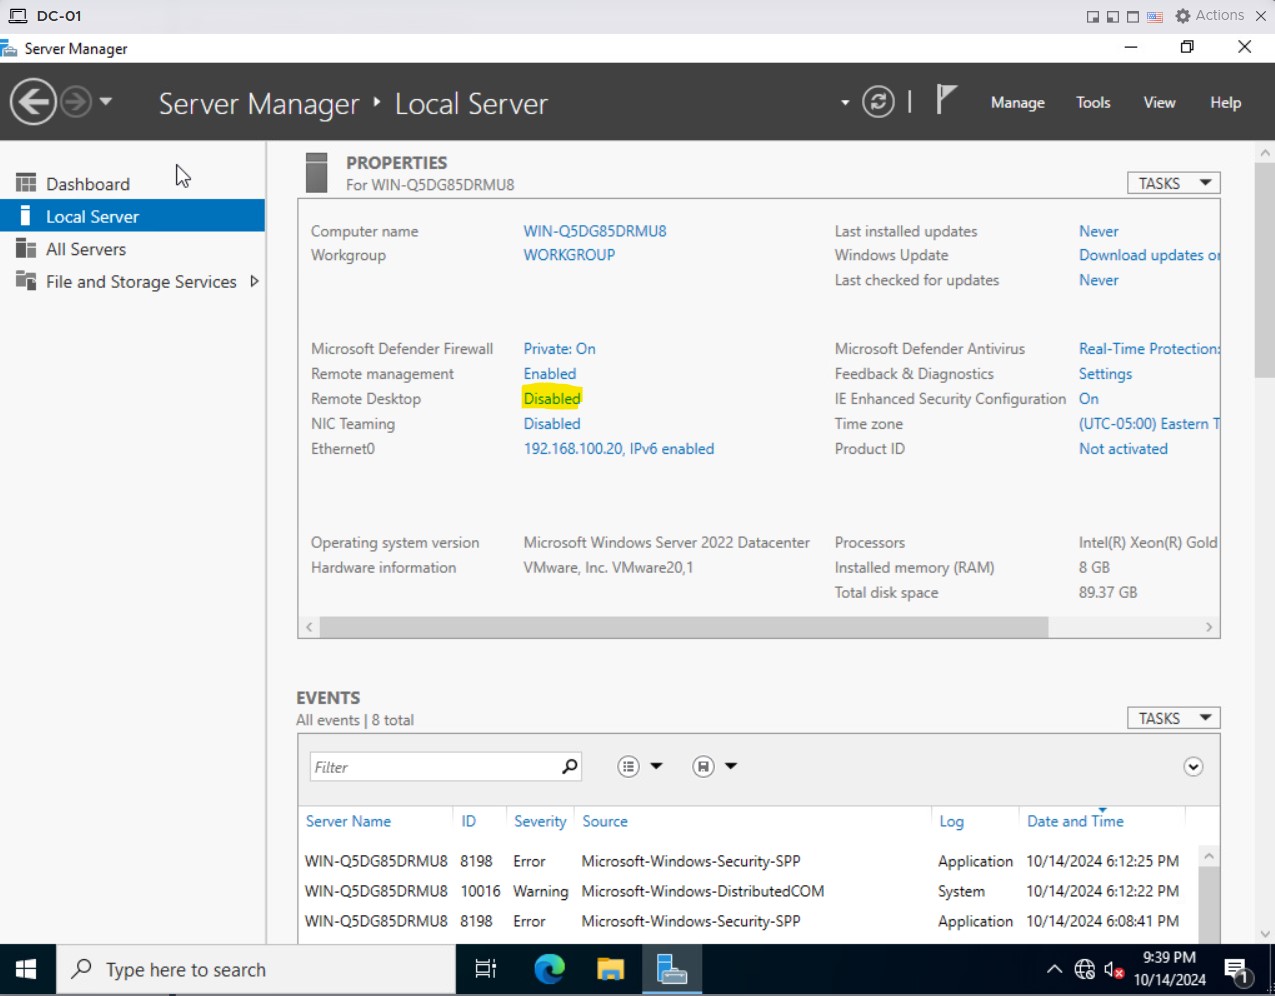 DC-01 Actions
Server Manager
Server Manager Local Server Manage Tools View Help
Dashboard
Local Server
All Servers
File and Storage Services
PROPERTIES
For WIN-Q5DG85DRMU8
TASKS
Computer name WIN-Q5DG85DRMU8 Last installed updates Never
Workgroup WORKGROUP Windows Update Download updates or
Last checked for updates Never
Microsoft Defender Firewall Private: On Microsoft Defender Antivirus Real-Time Protection:
Remote management Enabled Feedback & Diagnostics Settings
Remote Desktop Disabled IE Enhanced Security Configuration On
NIC Teaming Disabled Time zone (UTC-05:00) Eastern T
Ethernet0 192.168.100.20, IPv6 enabled Product ID Not activated
Operating system version Microsoft Windows Server 2022 Datacenter Processors Intel(R) Xeon(R) Gold
Hardware information VMware, Inc. VMware20,1 Installed memory (RAM) 8 GB
Total disk space 89.37 GB
EVENTS
All events | 8 total
TASKS
Filter
Server Name ID Severity Source Log Date and Time
WIN-Q5DG85DRMU8 8198 Error Microsoft-Windows-Security-SPP Application 10/14/2024 6:12:25 PM
WIN-Q5DG85DRMU8 10016 Warning Microsoft-Windows-DistributedCOM System 10/14/2024 6:12:22 PM
WIN-Q5DG85DRMU8 8198 Error Microsoft-Windows-Security-SPP Application 10/14/2024 6:08:41 PM
Type here to search
9:39 PM
10/14/2024
1